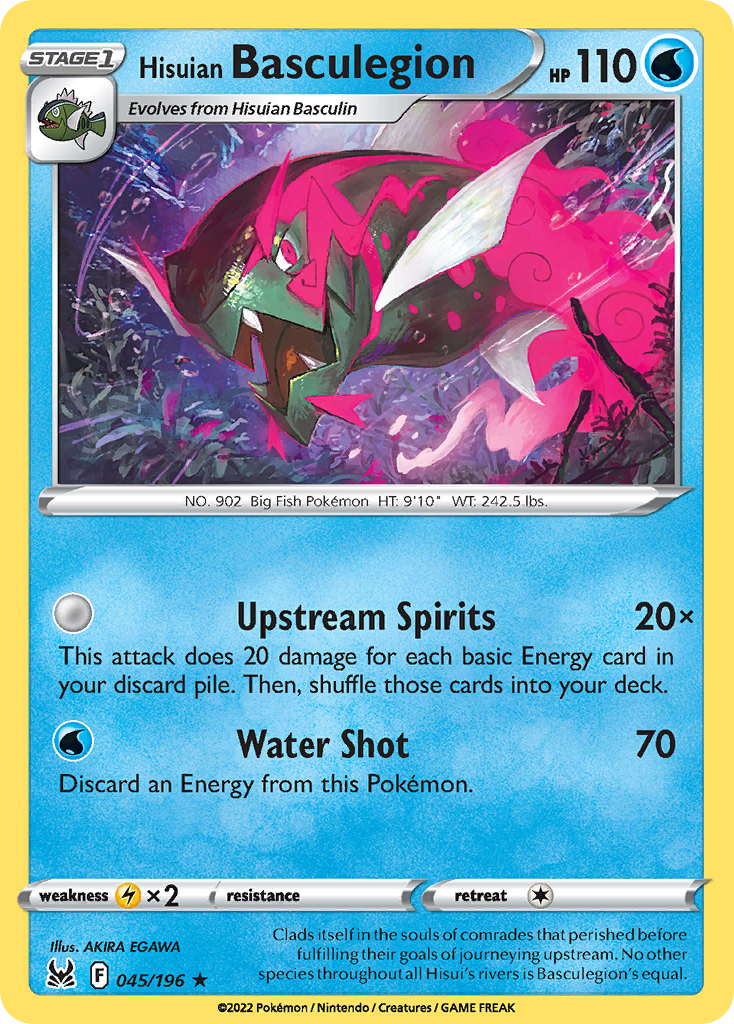 STAGE 1
Hisuian Basculegion
HP 110
Evolves from Hisuian Basculin
NO. 902 Big Fish Pokémon HT: 9'10" WT: 242.5 lbs.
Upstream Spirits 20×
This attack does 20 damage for each basic Energy card in
your discard pile. Then, shuffle those cards into your deck.
Water Shot 70
Discard an Energy from this Pokémon.
weakness ×2 resistance retreat
Illus. AKIRA EGAWA
F 045/196 ★
Clads itself in the souls of comrades that perished before
fulfilling their goals of journeying upstream. No other
species throughout all Hisui's rivers is Basculegion's equal.
©2022 Pokémon / Nintendo / Creatures / GAME FREAK